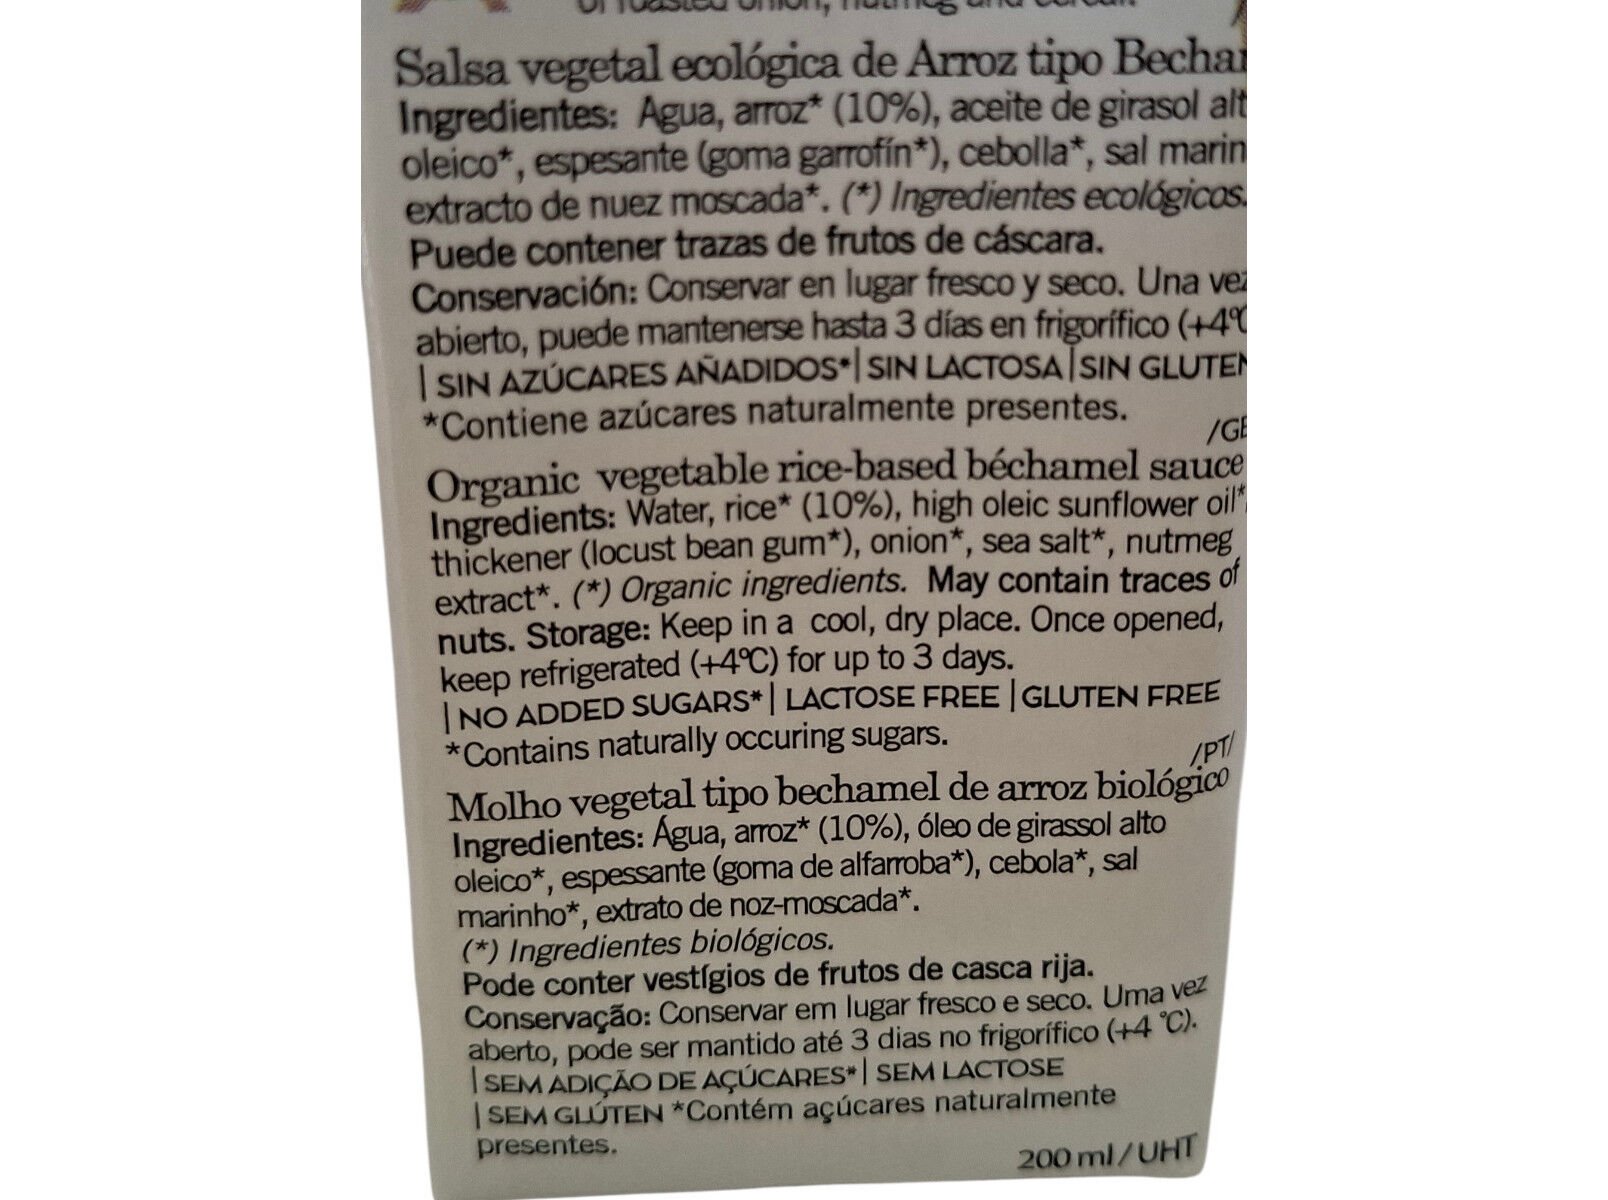 of roasted onion, nutmeg and cereal.
Salsa vegetal ecológica de Arroz tipo
Ingredientes: Agua, arroz* (10%), aceite de girasol
oleico*, espesante (goma garrofín*), cebolla*, sal
extracto de nuez moscada*. (*) Ingredientes ecológicos.
Puede contener trazas de frutos de cáscara.
Conservación: Conservar en lugar fresco y seco. Una vez
abierto, puede mantenerse hasta 3 días en frigorífico (+4º
| SIN AZÚCARES AÑADIDOS*| SIN LACTOSA|SIN GLUTEN
*Contiene azúcares naturalmente presentes.
Organic vegetable rice-based béchamel sauce
Ingredients: Water, rice* (10%), high oleic sunflower oil*,
thickener (locust bean gum*), onion*, sea salt*, nutmeg
extract*. (*) Organic ingredients. May contain traces of
nuts. Storage: Keep in a cool, dry place. Once opened,
keep refrigerated (+4ºC) for up to 3 days.
| NO ADDED SUGARS*| LACTOSE FREE |GLUTEN FREE
*Contains naturally occuring sugars.
/PT/
Molho vegetal tipo bechamel de arroz biológico
Ingredientes: Água, arroz* (10%), óleo de girassol alto
oleico*, espessante (goma de alfarroba*), cebola*, sal
marinho*, extrato de noz-moscada*.
(*) Ingredientes biológicos.
Pode conter vestígios de frutos de casca rija.
Conservação: Conservar em lugar fresco e seco. Uma vez
aberto, pode ser mantido até 3 dias no frigorífico (+4 °C).
| SEM ADIÇÃO DE AÇÚCARES*| SEM LACTOSE
| SEM GLÚTEN *Contém açúcares naturalmente
presentes.
200 ml/UHT